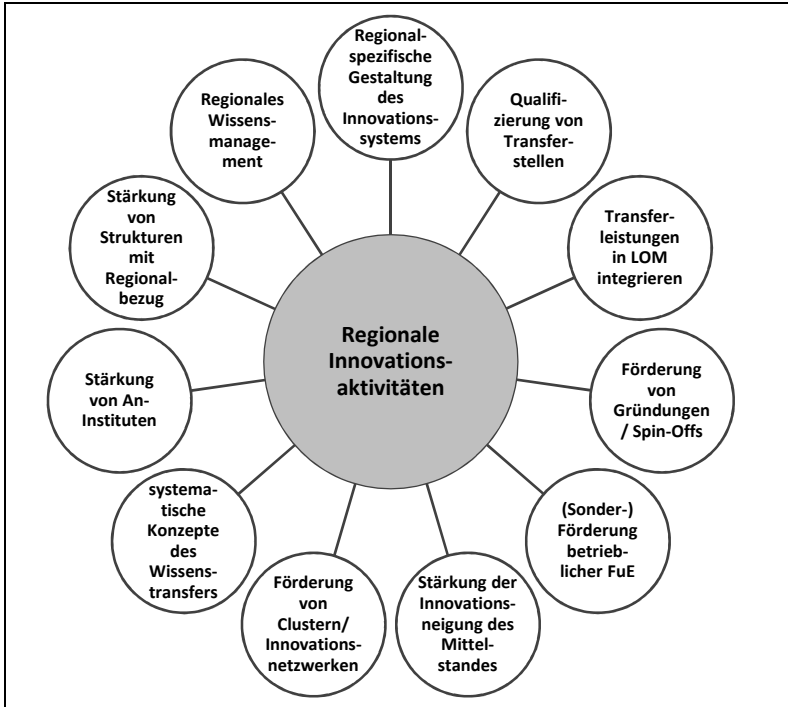 Regional-
spezifische
Gestaltung
des
Innovations-
systems
Qualifi-
zierung von
Transfer-
stellen
Transfer-
leistungen
in LOM
integrieren
Förderung
von
Gründungen
/ Spin-Offs
(Sonder-)
Förderung
betrieb-
licher FuE
Stärkung der
Innovations-
neigung des
Mittel-
standes
Förderung
von
Clustern/
Innovations-
netzwerken
systema-
tische
Konzepte
des
Wissens-
transfers
Stärkung
von An-
Instituten
Stärkung
von
Strukturen
mit
Regional-
bezug
Regionales
Wissens-
manage-
ment
Regionale
Innovations-
aktivitäten